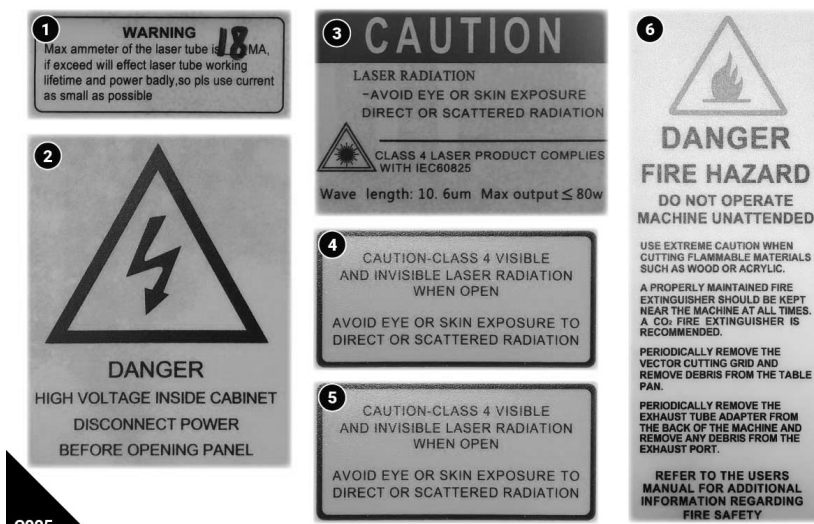 1
WARNING
Max ammeter of the laser tube is 18 MA,
if exceed will effect laser tube working
lifetime and power badly,so pls use current
as small as possible
2
DANGER
HIGH VOLTAGE INSIDE CABINET
DISCONNECT POWER
BEFORE OPENING PANEL
3
CAUTION
LASER RADIATION
-AVOID EYE OR SKIN EXPOSURE
DIRECT OR SCATTERED RADIATION
CLASS 4 LASER PRODUCT COMPLIES
WITH IEC60825
Wave length: 10. 6um Max output ≤ 80w
4
CAUTION-CLASS 4 VISIBLE
AND INVISIBLE LASER RADIATION
WHEN OPEN
AVOID EYE OR SKIN EXPOSURE TO
DIRECT OR SCATTERED RADIATION
5
CAUTION-CLASS 4 VISIBLE
AND INVISIBLE LASER RADIATION
WHEN OPEN
AVOID EYE OR SKIN EXPOSURE TO
DIRECT OR SCATTERED RADIATION
6
DANGER
FIRE HAZARD
DO NOT OPERATE
MACHINE UNATTENDED
USE EXTREME CAUTION WHEN
CUTTING FLAMMABLE MATERIALS
SUCH AS WOOD OR ACRYLIC.
A PROPERLY MAINTAINED FIRE
EXTINGUISHER SHOULD BE KEPT
NEAR THE MACHINE AT ALL TIMES.
A CO₂ FIRE EXTINGUISHER IS
RECOMMENDED.
PERIODICALLY REMOVE THE
VECTOR CUTTING GRID AND
REMOVE DEBRIS FROM THE TABLE
PAN.
PERIODICALLY REMOVE THE
EXHAUST TUBE ADAPTER FROM
THE BACK OF THE MACHINE AND
REMOVE ANY DEBRIS FROM THE
EXHAUST PORT.
REFER TO THE USERS
MANUAL FOR ADDITIONAL
INFORMATION REGARDING
FIRE SAFETY